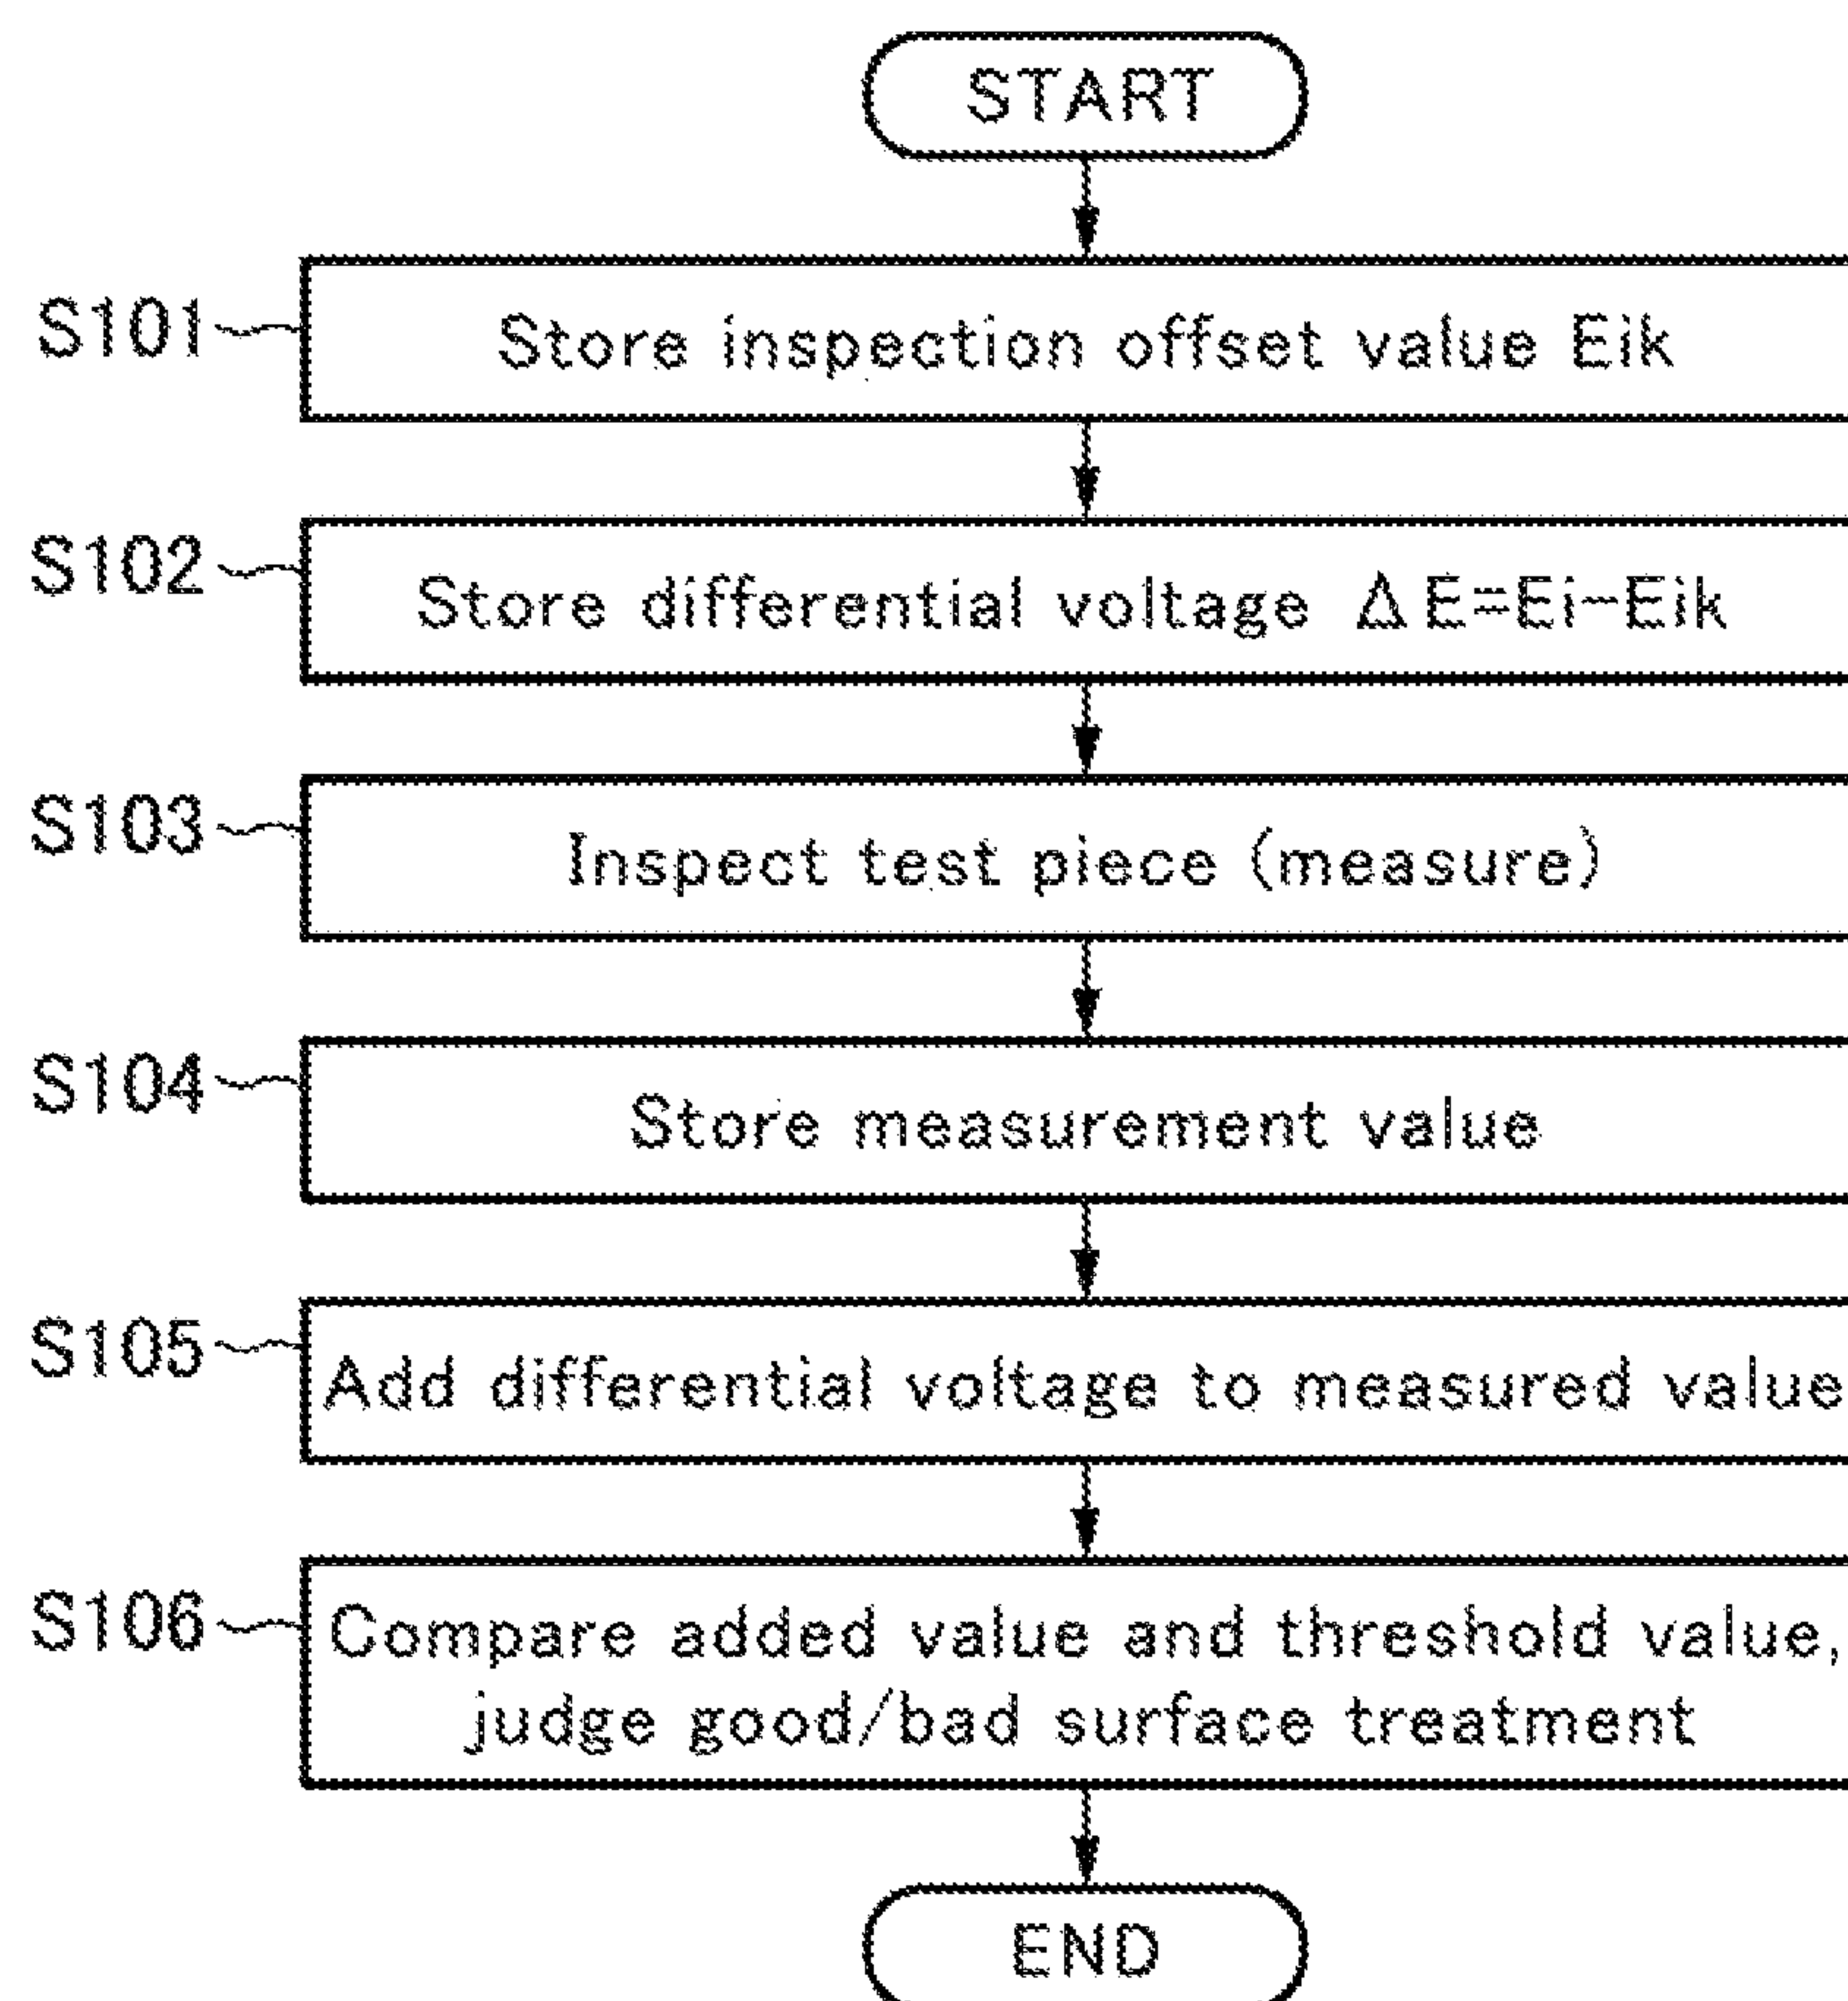 START
S101
Store inspection offset value Eik
S102
Store differential voltage ΔE=Ei-Eik
S103
Inspect test piece (measure)
S104
Store measurement value
S105
Add differential voltage to measured value
S106
Compare added value and threshold value,
judge good/bad surface treatment
END